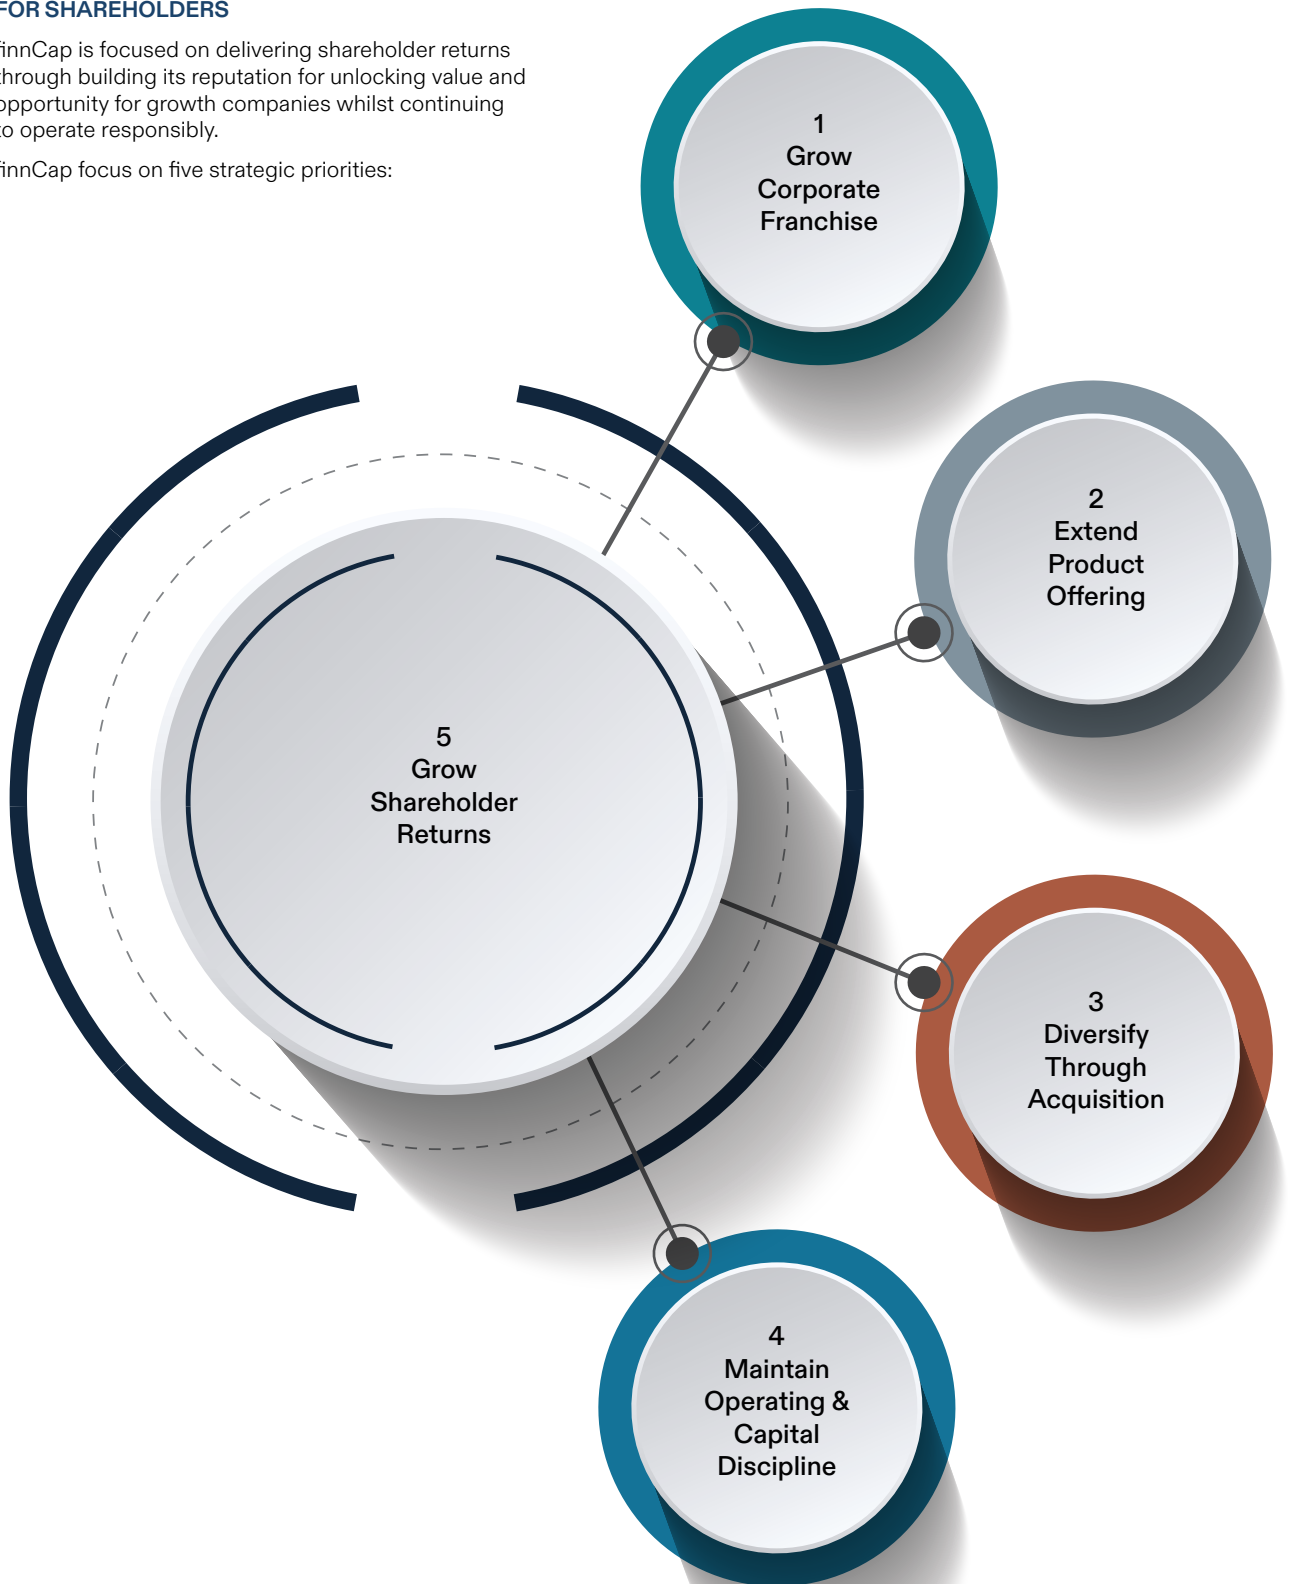 FOR SHAREHOLDERS
finnCap is focused on delivering shareholder returns
through building its reputation for unlocking value and
opportunity for growth companies whilst continuing
to operate responsibly.
finnCap focus on five strategic priorities:
1
Grow
Corporate
Franchise
2
Extend
Product
Offering
5
Grow
Shareholder
Returns
3
Diversify
Through
Acquisition
4
Maintain
Operating &
Capital
Discipline